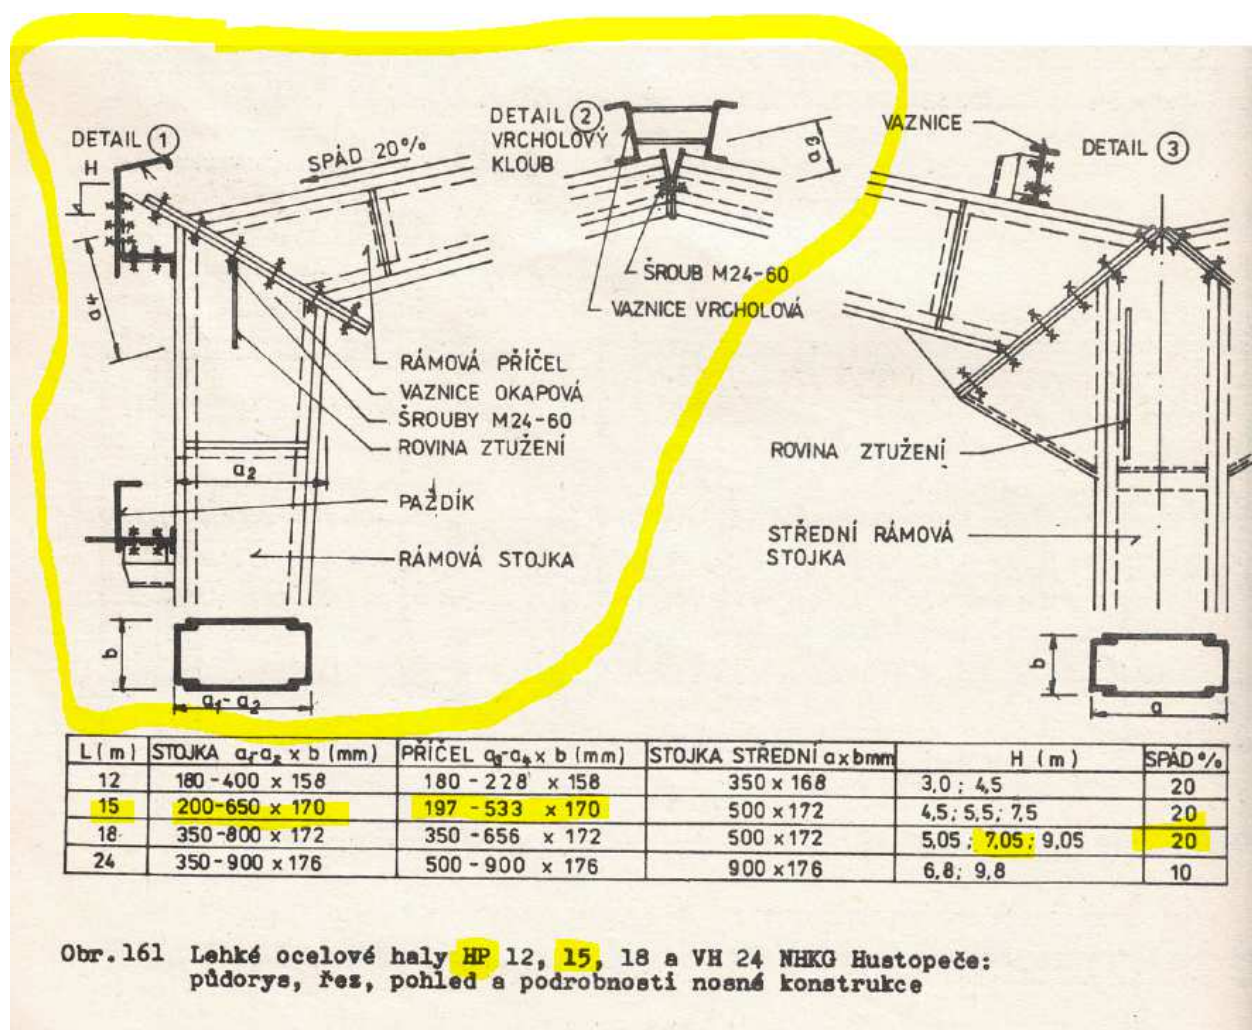 DETAIL 1
H
SPÁD 20%
a4
RÁMOVÁ PŘÍČEL
VAZNICE OKAPOVÁ
ŠROUBY M24-60
ROVINA ZTUŽENÍ
a2
PAŽDÍK
RÁMOVÁ STOJKA
b
a1-a2
DETAIL 2
VRCHOLOVÝ
KLOUB
a3
ŠROUB M24-60
VAZNICE VRCHOLOVÁ
VAZNICE
DETAIL 3
ROVINA ZTUŽENÍ
STŘEDNÍ RÁMOVÁ
STOJKA
b
a
L (m) STOJKA a1-a2 x b (mm) PŘÍČEL a3-a4 x b (mm) STOJKA STŘEDNÍ axbmm H (m) SPÁD %
12 180-400 x 158 180-228 x 158 350 x 168 3,0 ; 4,5 20
15 200-650 x 170 197 -533 x 170 500 x 172 4,5 ; 5,5 ; 7,5 20
18 350-800 x 172 350 -656 x 172 500 x 172 5,05 ; 7,05 ; 9,05 20
24 350-900 x 176 500 - 900 x 176 900 x176 6,8 ; 9,8 10
Obr.161 Lehké ocelové haly HP 12, 15, 18 a VH 24 NHKG Hustopeče:
půdorys, řez, pohled a podrobnosti nosné konstrukce